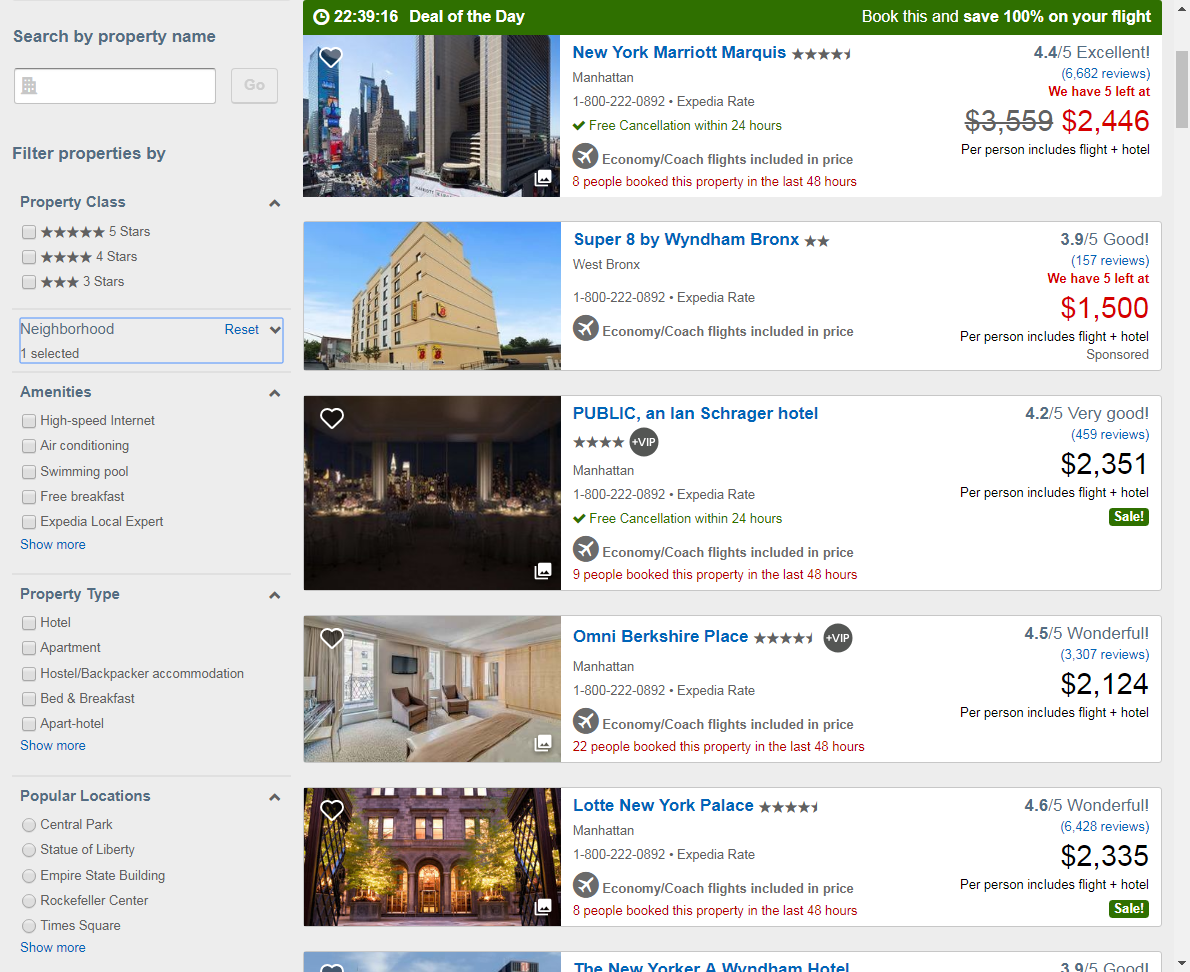 Search by property name
Go
Filter properties by
Property Class
★★★★★ 5 Stars
★★★★ 4 Stars
★★★ 3 Stars
Neighborhood Reset
1 selected
Amenities
High-speed Internet
Air conditioning
Swimming pool
Free breakfast
Expedia Local Expert
Show more
Property Type
Hotel
Apartment
Hostel/Backpacker accommodation
Bed & Breakfast
Apart-hotel
Show more
Popular Locations
Central Park
Statue of Liberty
Empire State Building
Rockefeller Center
Times Square
Show more
22:39:16 Deal of the Day
Book this and save 100% on your flight
New York Marriott Marquis
Manhattan
1-800-222-0892 • Expedia Rate
Free Cancellation within 24 hours
Economy/Coach flights included in price
8 people booked this property in the last 48 hours
4.4/5 Excellent!
(6,682 reviews)
We have 5 left at
$3,559 $2,446
Per person includes flight + hotel
Super 8 by Wyndham Bronx
West Bronx
1-800-222-0892 • Expedia Rate
Economy/Coach flights included in price
3.9/5 Good!
(157 reviews)
We have 5 left at
$1,500
Per person includes flight + hotel
Sponsored
PUBLIC, an Ian Schrager hotel
+VIP
Manhattan
1-800-222-0892 • Expedia Rate
Free Cancellation within 24 hours
Economy/Coach flights included in price
9 people booked this property in the last 48 hours
4.2/5 Very good!
(459 reviews)
$2,351
Per person includes flight + hotel
Sale!
Omni Berkshire Place +VIP
Manhattan
1-800-222-0892 • Expedia Rate
Economy/Coach flights included in price
22 people booked this property in the last 48 hours
4.5/5 Wonderful!
(3,307 reviews)
$2,124
Per person includes flight + hotel
Lotte New York Palace
Manhattan
1-800-222-0892 • Expedia Rate
Economy/Coach flights included in price
8 people booked this property in the last 48 hours
4.6/5 Wonderful!
(6,428 reviews)
$2,335
Per person includes flight + hotel
Sale!
The New Yorker A Wyndham Hotel
3.9/5 Good!